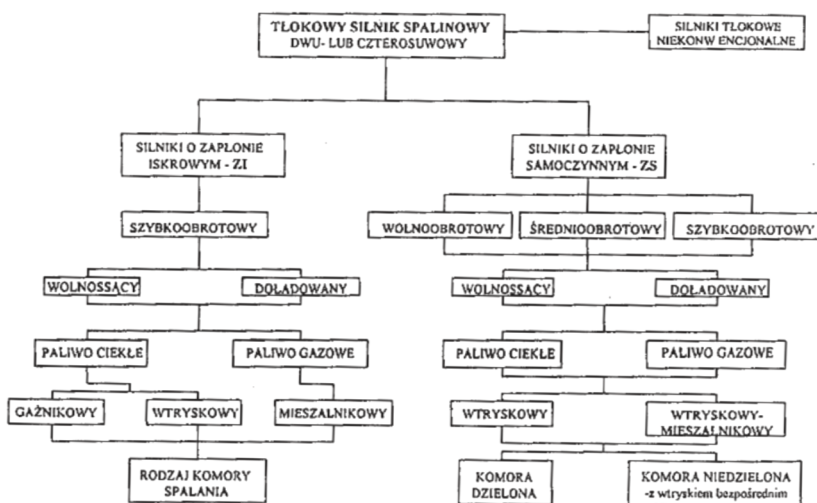 TŁOKOWY SILNIK SPALINOWY
DWU- LUB CZTEROSUWOWY
SILNIKI TŁOKOWE
NIEKONWENCJONALNE
SILNIKI O ZAPŁONIE
ISKROWYM - ZI
SILNIKI O ZAPŁONIE
SAMOCZYNNYM - ZS
SZYBKOOBROTOWY
WOLNOOBROTOWY
ŚREDNIOOBROTOWY
SZYBKOOBROTOWY
WOLNOSSĄCY
DOŁADOWANY
WOLNOSSĄCY
DOŁADOWANY
PALIWO CIEKŁE
PALIWO GAZOWE
PALIWO CIEKŁE
PALIWO GAZOWE
GAŹNIKOWY
WTRYSKOWY
MIESZALNIKOWY
WTRYSKOWY
WTRYSKOWY-
MIESZALNIKOWY
RODZAJ KOMORY
SPALANIA
KOMORA
DZIELONA
KOMORA NIEDZIELONA
-z wtryskiem bezpośrednim